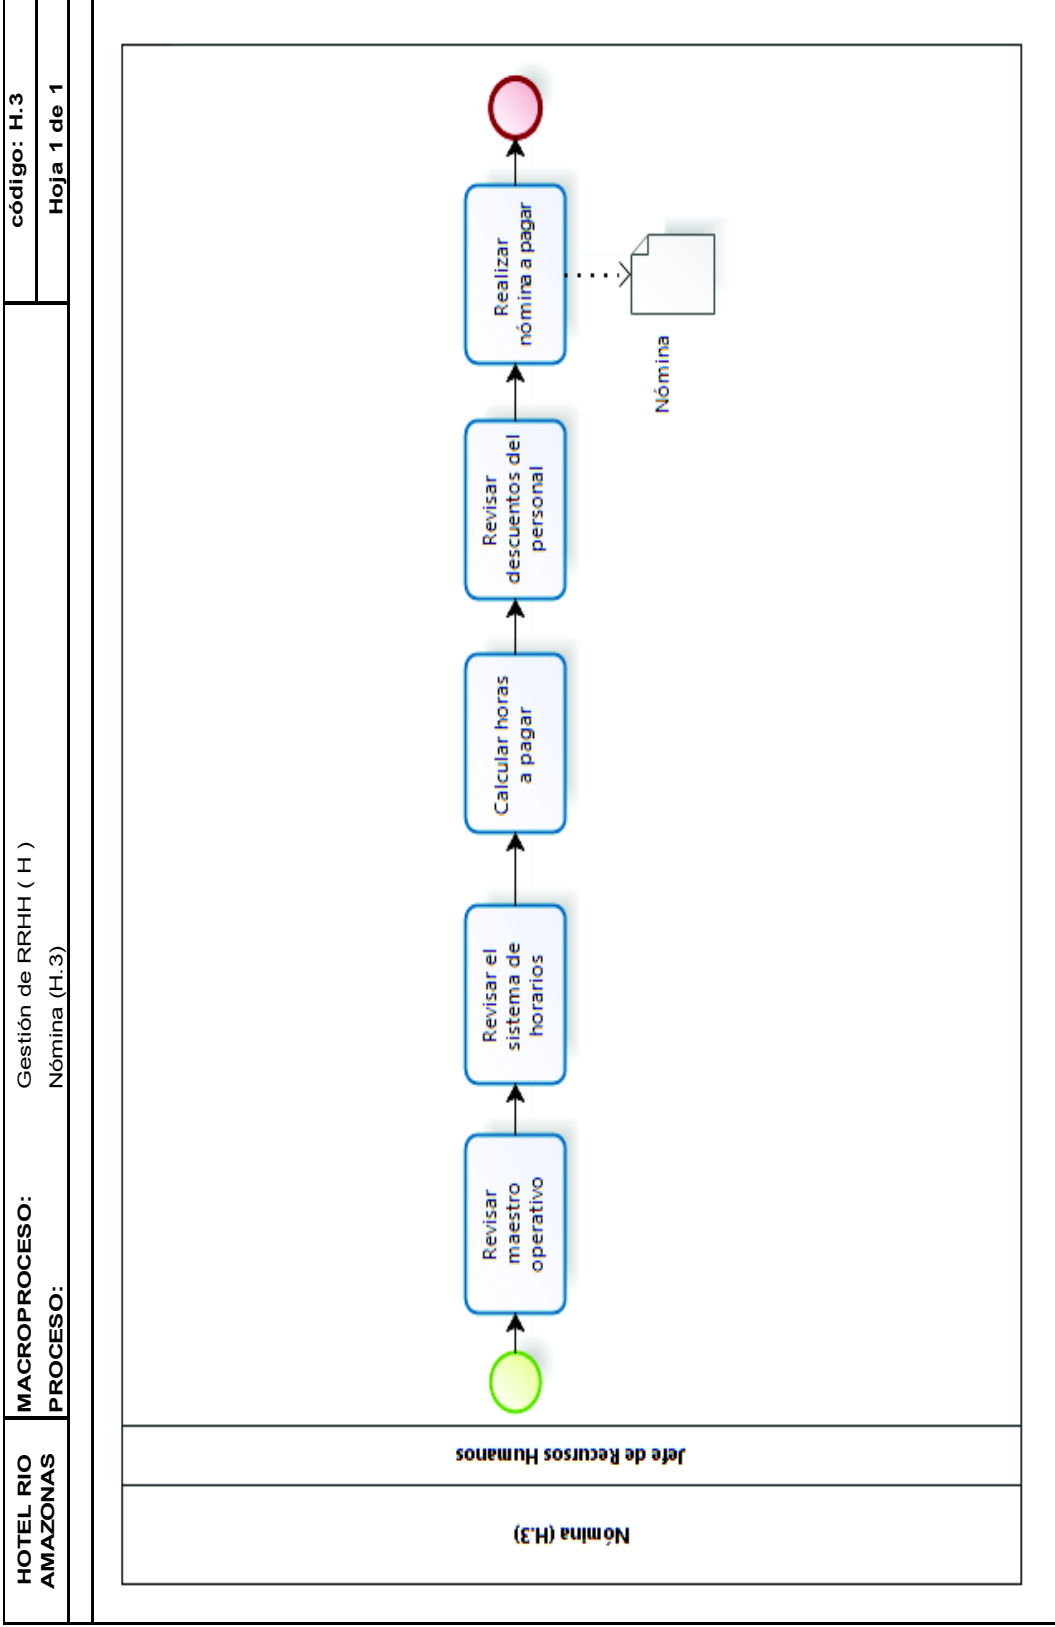 HOTEL RIO
AMAZONAS
MACROPROCESO:
Gestión de RRHH ( H )
PROCESO:
Nómina (H.3)
código: H.3
Hoja 1 de 1
Nómina (H.3)
Jefe de Recursos Humanos
Revisar
maestro
operativo
Revisar el
sistema de
horarios
Calcular horas
a pagar
Revisar
descuentos del
personal
Realizar
nómina a pagar
Nómina